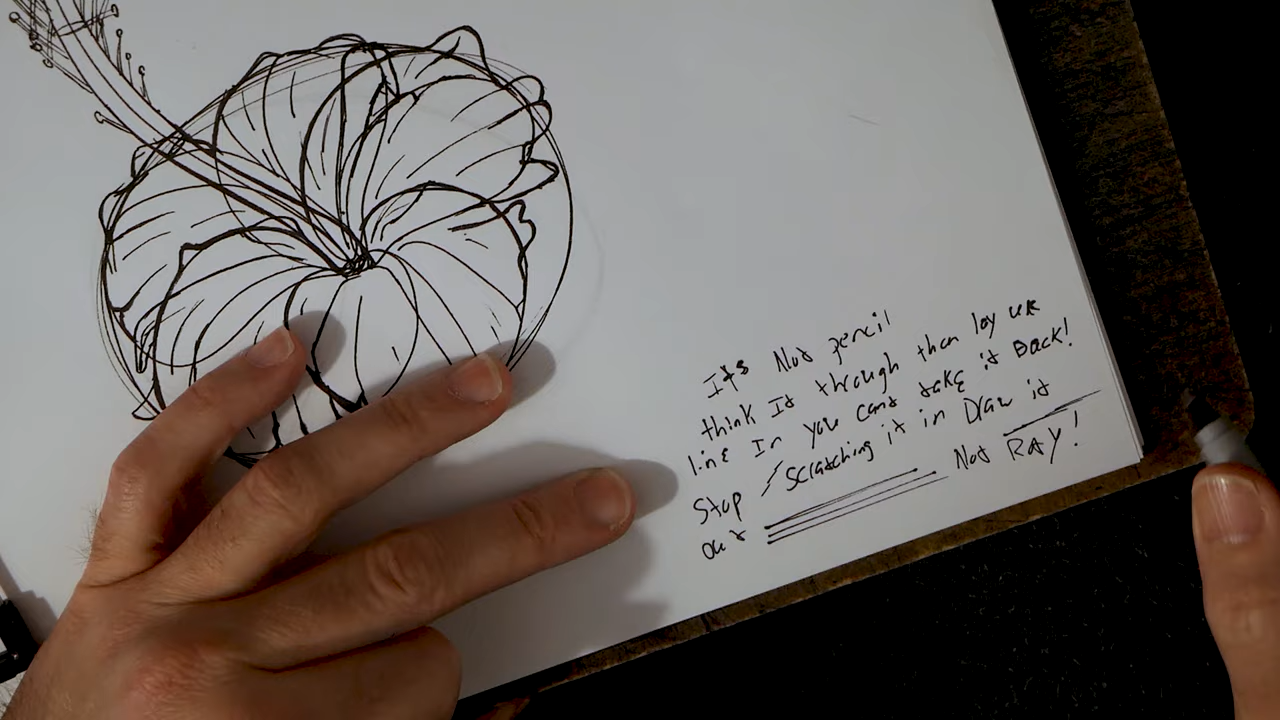 It's Not pencil
think It through then lay
line In you cant take it Back!
Stop Scratching it in Draw it
out Not RAY!